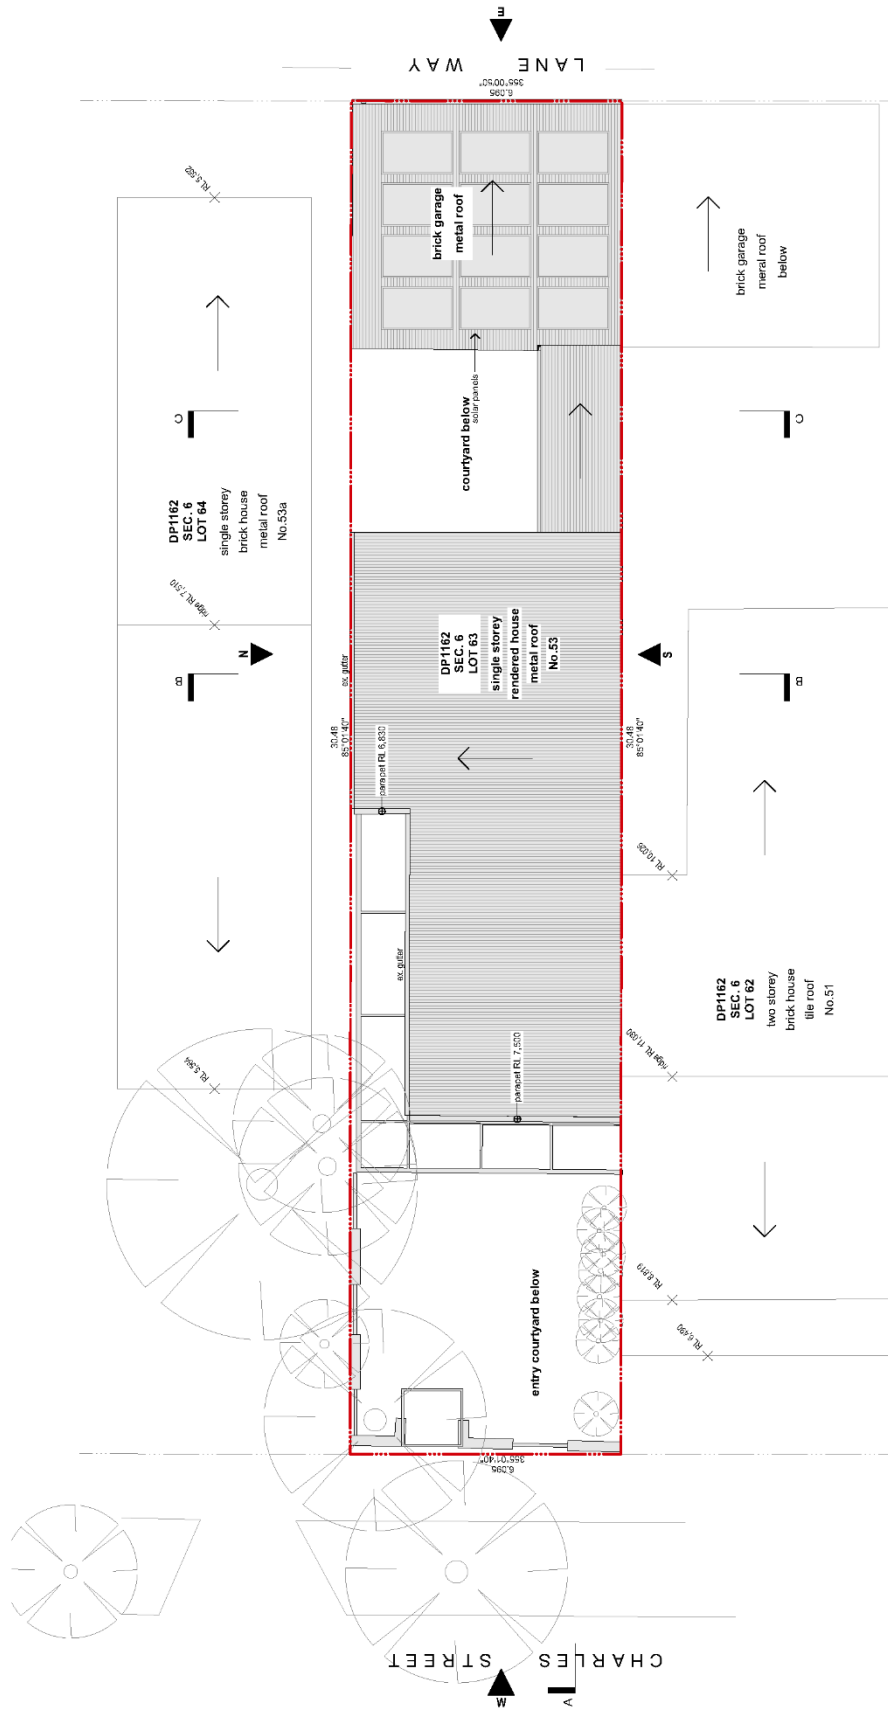 E
LANE WAY
6.095
355°00'50"
RL 5,552
brick garage
metal roof
brick garage
meral roof
below
solar panels
courtyard below
C
C
DP1162
SEC. 6
LOT 64
single storey
brick house
metal roof
No.53a
ridge RL 7,510
N
B
ex. gutter
DP1162
SEC. 6
LOT 63
single storey
rendered house
metal roof
No.53
S
B
30.48
85°01'40"
30.48
85°01'40"
parapet RL 6,830
RL 10,026
ex. gutter
DP1162
SEC. 6
LOT 62
two storey
brick house
tile roof
No.51
ridge RL 11,030
RL 5,564
parapet RL 7,500
entry courtyard below
RL 8,819
RL 6,490
6.095
355°01'40"
CHARLES STREET
W
A